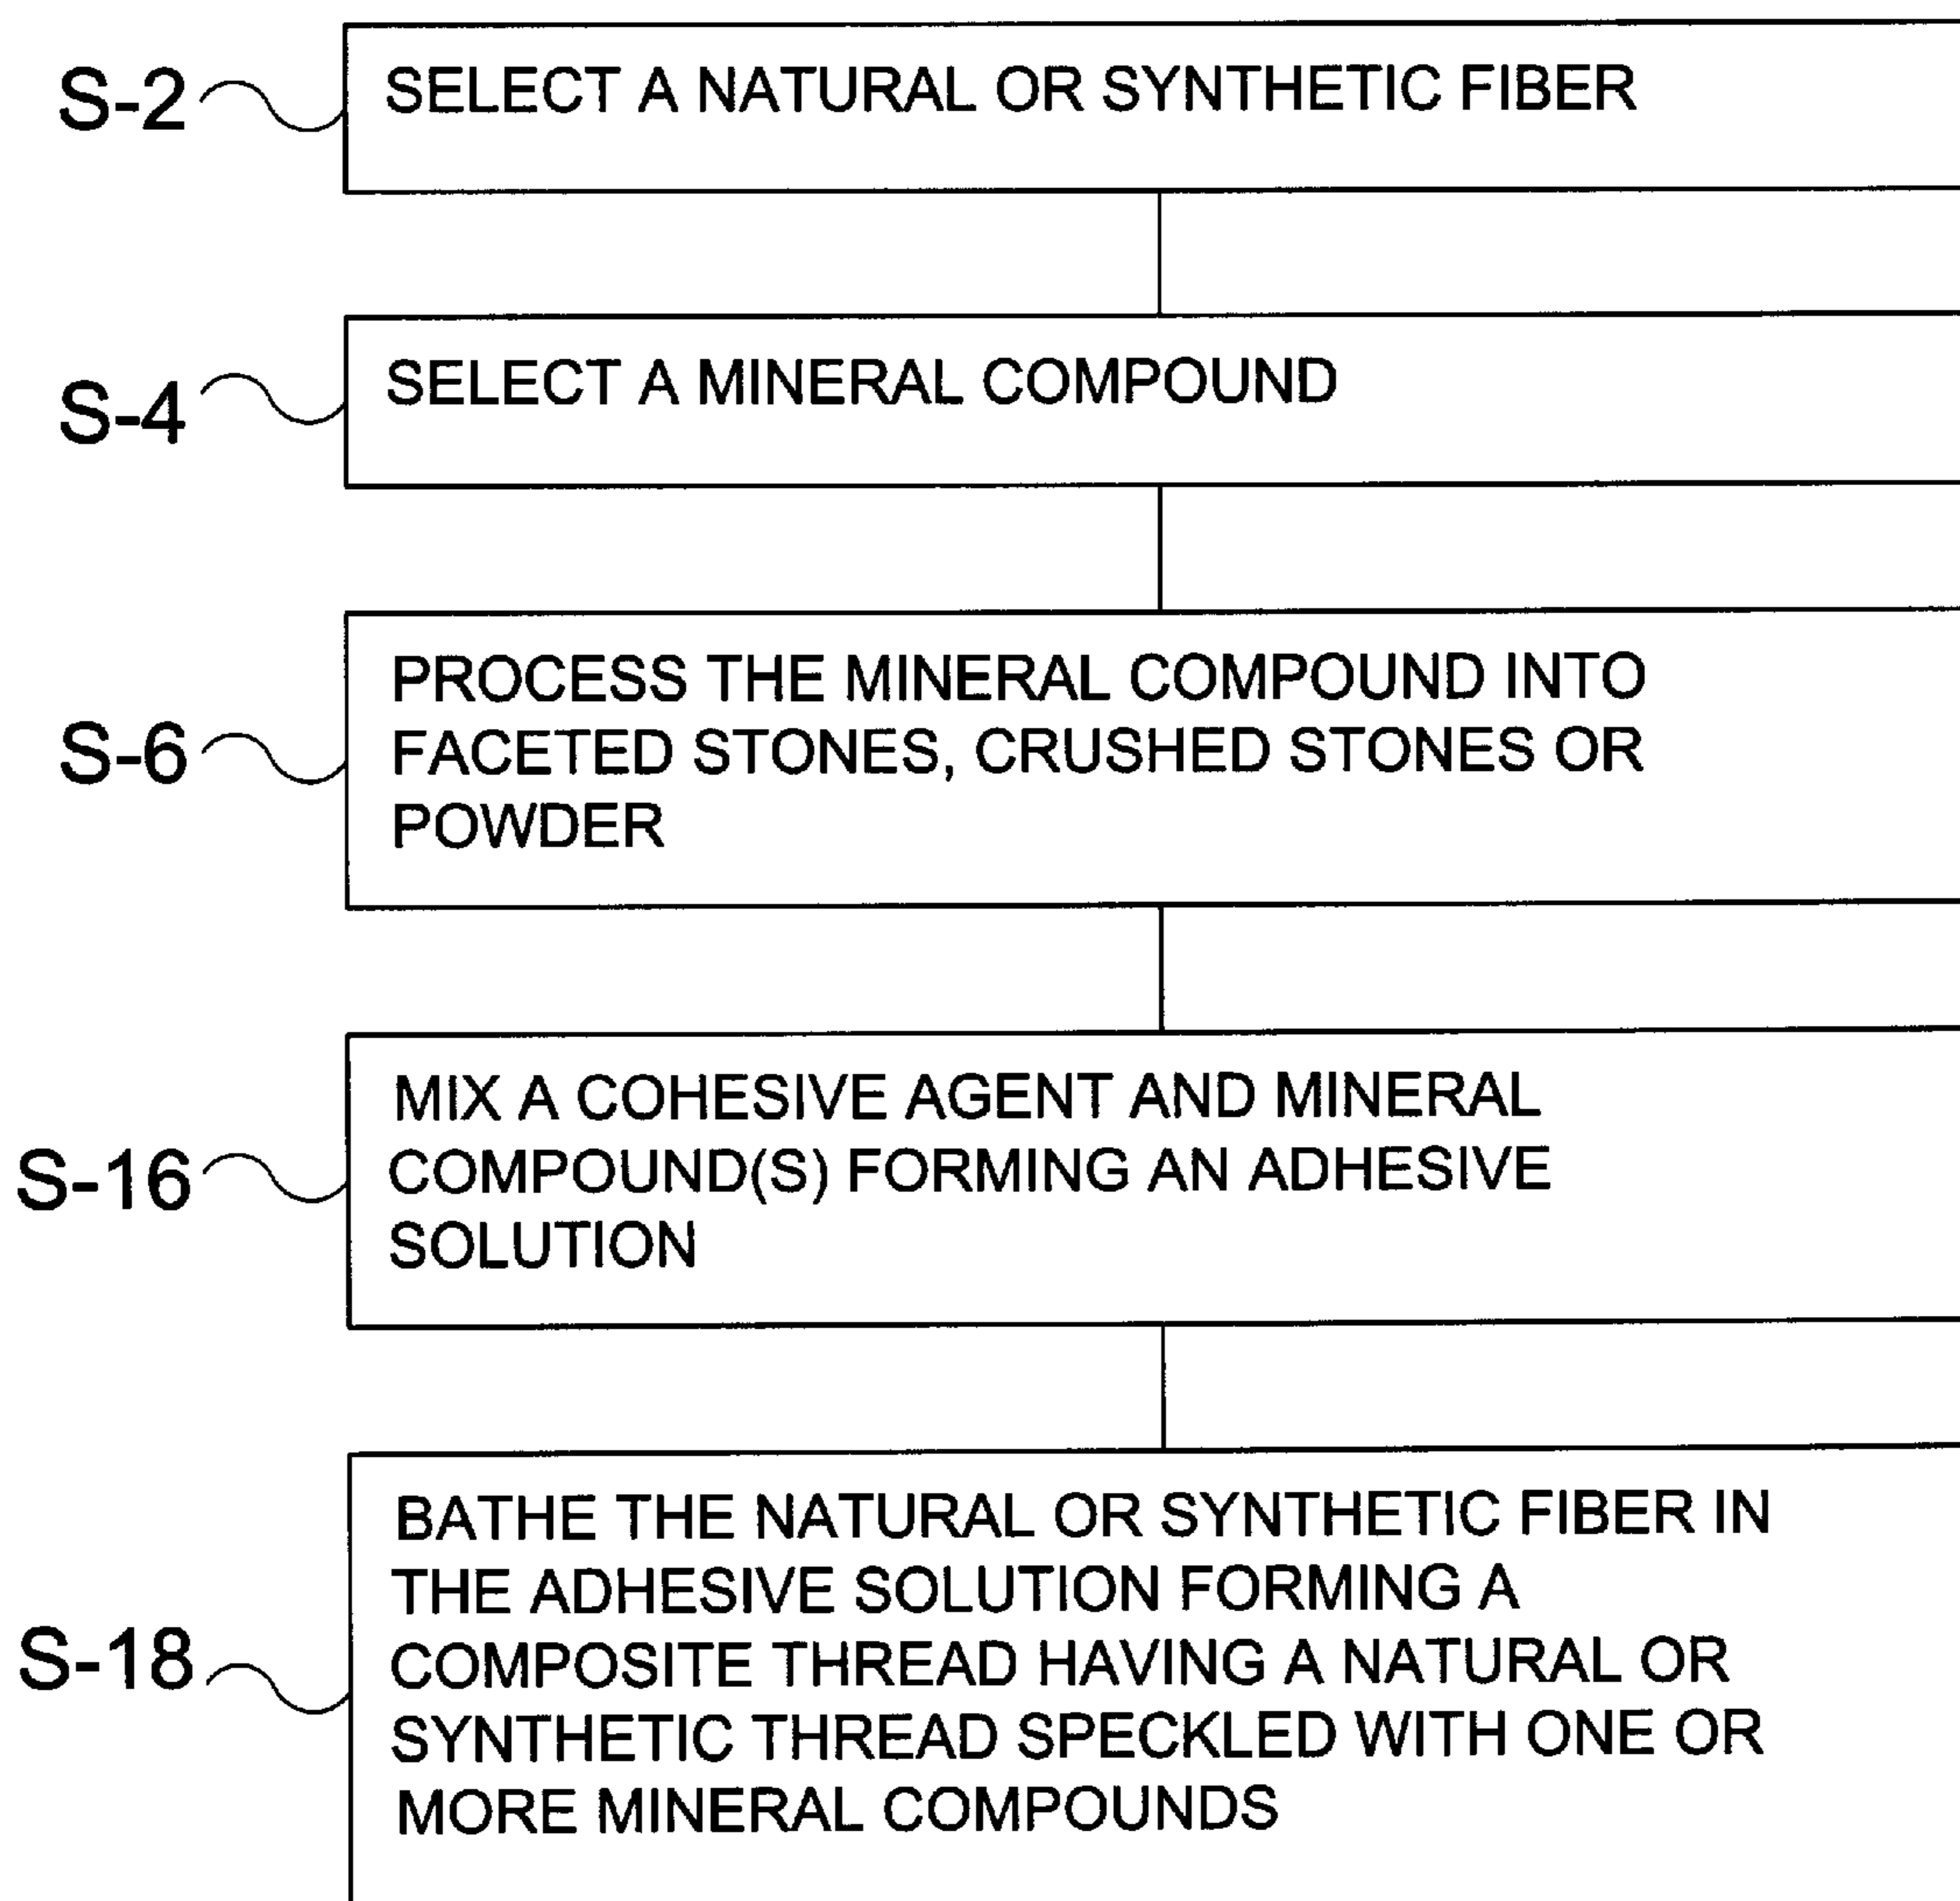 S-2
SELECT A NATURAL OR SYNTHETIC FIBER
S-4
SELECT A MINERAL COMPOUND
S-6
PROCESS THE MINERAL COMPOUND INTO
FACETED STONES, CRUSHED STONES OR
POWDER
S-16
MIX A COHESIVE AGENT AND MINERAL
COMPOUND(S) FORMING AN ADHESIVE
SOLUTION
S-18
BATHE THE NATURAL OR SYNTHETIC FIBER IN
THE ADHESIVE SOLUTION FORMING A
COMPOSITE THREAD HAVING A NATURAL OR
SYNTHETIC THREAD SPECKLED WITH ONE OR
MORE MINERAL COMPOUNDS